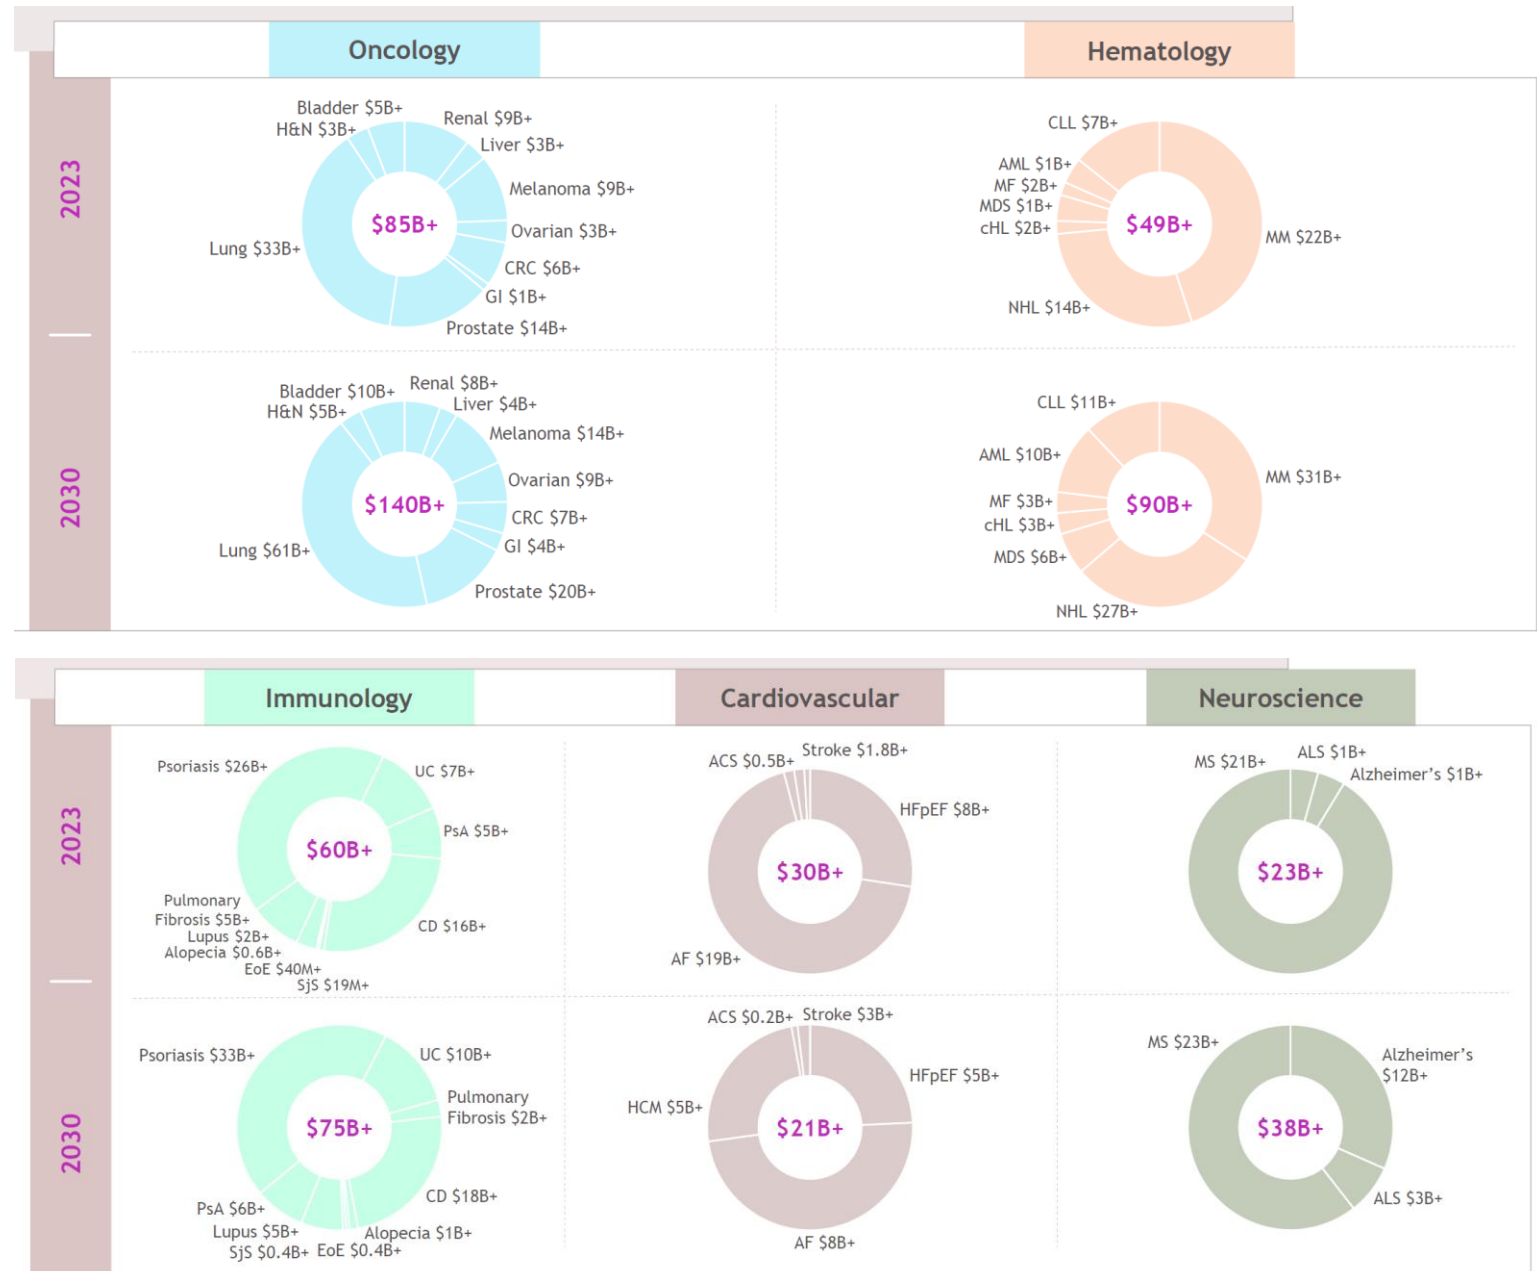 Oncology
Hematology
2023
Bladder $5B+
H&N $3B+
Renal $9B+
Liver $3B+
Melanoma $9B+
Ovarian $3B+
CRC $6B+
GI $1B+
Prostate $14B+
Lung $33B+
$85B+
CLL $7B+
AML $1B+
MF $2B+
MDS $1B+
cHL $2B+
NHL $14B+
MM $22B+
$49B+
2030
Bladder $10B+
H&N $5B+
Renal $8B+
Liver $4B+
Melanoma $14B+
Ovarian $9B+
CRC $7B+
GI $4B+
Prostate $20B+
Lung $61B+
$140B+
CLL $11B+
AML $10B+
MF $3B+
cHL $3B+
MDS $6B+
NHL $27B+
MM $31B+
$90B+
Immunology
Cardiovascular
Neuroscience
2023
Psoriasis $26B+
UC $7B+
PsA $5B+
CD $16B+
Pulmonary
Fibrosis $5B+
Lupus $2B+
Alopecia $0.6B+
EoE $40M+
SjS $19M+
$60B+
ACS $0.5B+
Stroke $1.8B+
HFpEF $8B+
AF $19B+
$30B+
MS $21B+
ALS $1B+
Alzheimer's $1B+
$23B+
2030
Psoriasis $33B+
UC $10B+
Pulmonary
Fibrosis $2B+
CD $18B+
Alopecia $1B+
EoE $0.4B+
SjS $0.4B+
Lupus $5B+
PsA $6B+
$75B+
ACS $0.2B+
Stroke $3B+
HFpEF $5B+
HCM $5B+
AF $8B+
$21B+
MS $23B+
Alzheimer's
$12B+
ALS $3B+
$38B+